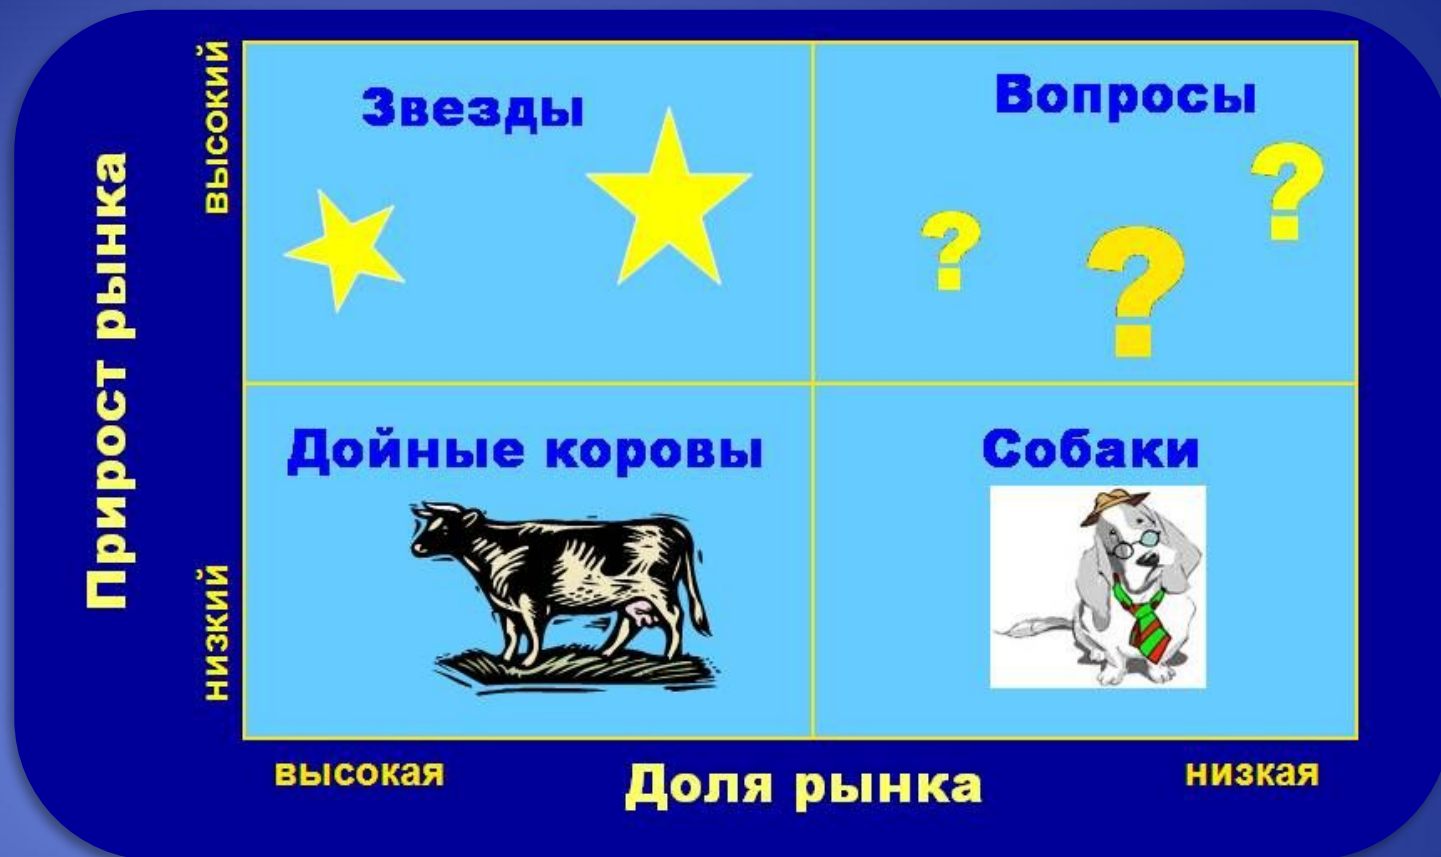 Прирост рынка
высокий
низкий
Звезды
Вопросы
? ? ?
Дойные коровы
Собаки
высокая
Доля рынка
низкая